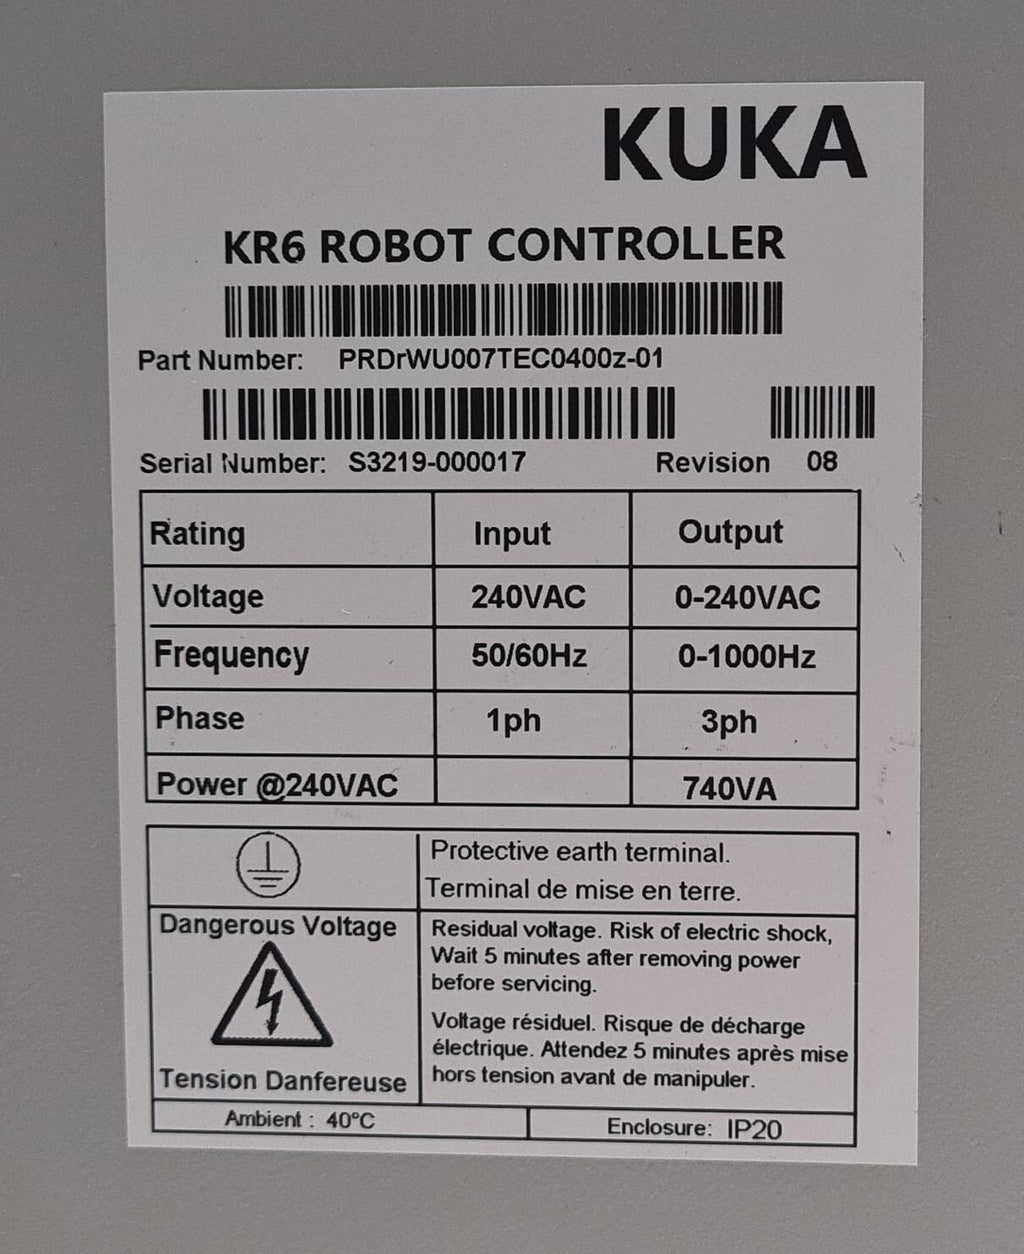 KUKA
KR6 ROBOT CONTROLLER
Part Number: PRDrWU007TEC0400z-01
Serial Number: S3219-000017 Revision 08
Rating Input Output
Voltage 240VAC 0-240VAC
Frequency 50/60Hz 0-1000Hz
Phase 1ph 3ph
Power @240VAC 740VA
Protective earth terminal.
Terminal de mise en terre.
Dangerous Voltage
Tension Danfereuse
Residual voltage. Risk of electric shock,
Wait 5 minutes after removing power
before servicing.
Voltage résiduel. Risque de décharge
électrique. Attendez 5 minutes après mise
hors tension avant de manipuler.
Ambient : 40°C Enclosure: IP20